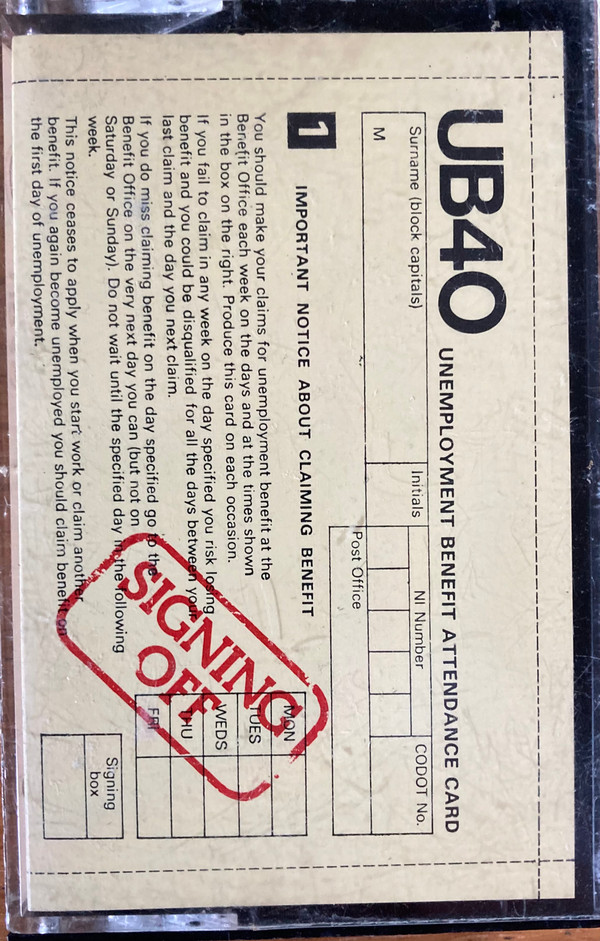 UB40 UNEMPLOYMENT BENEFIT ATTENDANCE CARD
Surname (block capitals) Initials NI Number CODOT No.
M
Post Office
1 IMPORTANT NOTICE ABOUT CLAIMING BENEFIT
You should make your claims for unemployment benefit at the
Benefit Office each week on the days and at the times shown
in the box on the right. Produce this card on each occasion.
If you fail to claim in any week on the day specified you risk losing
benefit and you could be disqualified for all the days between your
last claim and the day you next claim.
If you do miss claiming benefit on the day specified go to the
Benefit Office on the very next day you can (but not on
Saturday or Sunday). Do not wait until the specified day in the following
week.
This notice ceases to apply when you start work or claim another
benefit. If you again become unemployed you should claim benefit on
the first day of unemployment.
MON
TUES
WEDS
THU
FRI
Signing
box
SIGNING
OFF